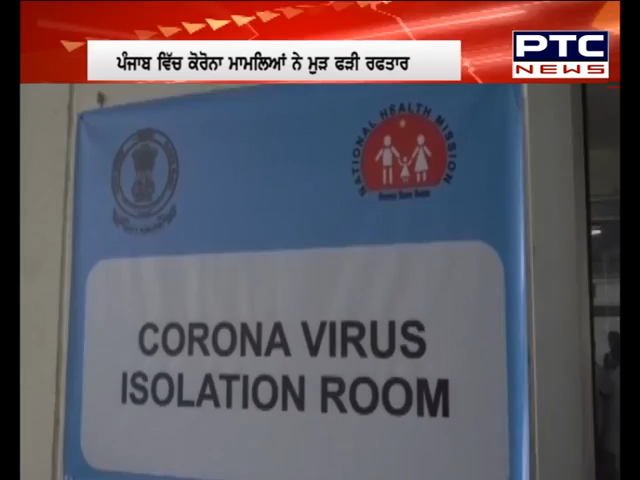 ਪੰਜਾਬ ਵਿੱਚ ਕੋਰੋਨਾ ਮਾਮਲਿਆਂ ਨੇ ਮੁੜ ਫੜੀ ਰਫਤਾਰ
PTC
NEWS
NATIONAL HEALTH MISSION
CORONA VIRUS
ISOLATION ROOM